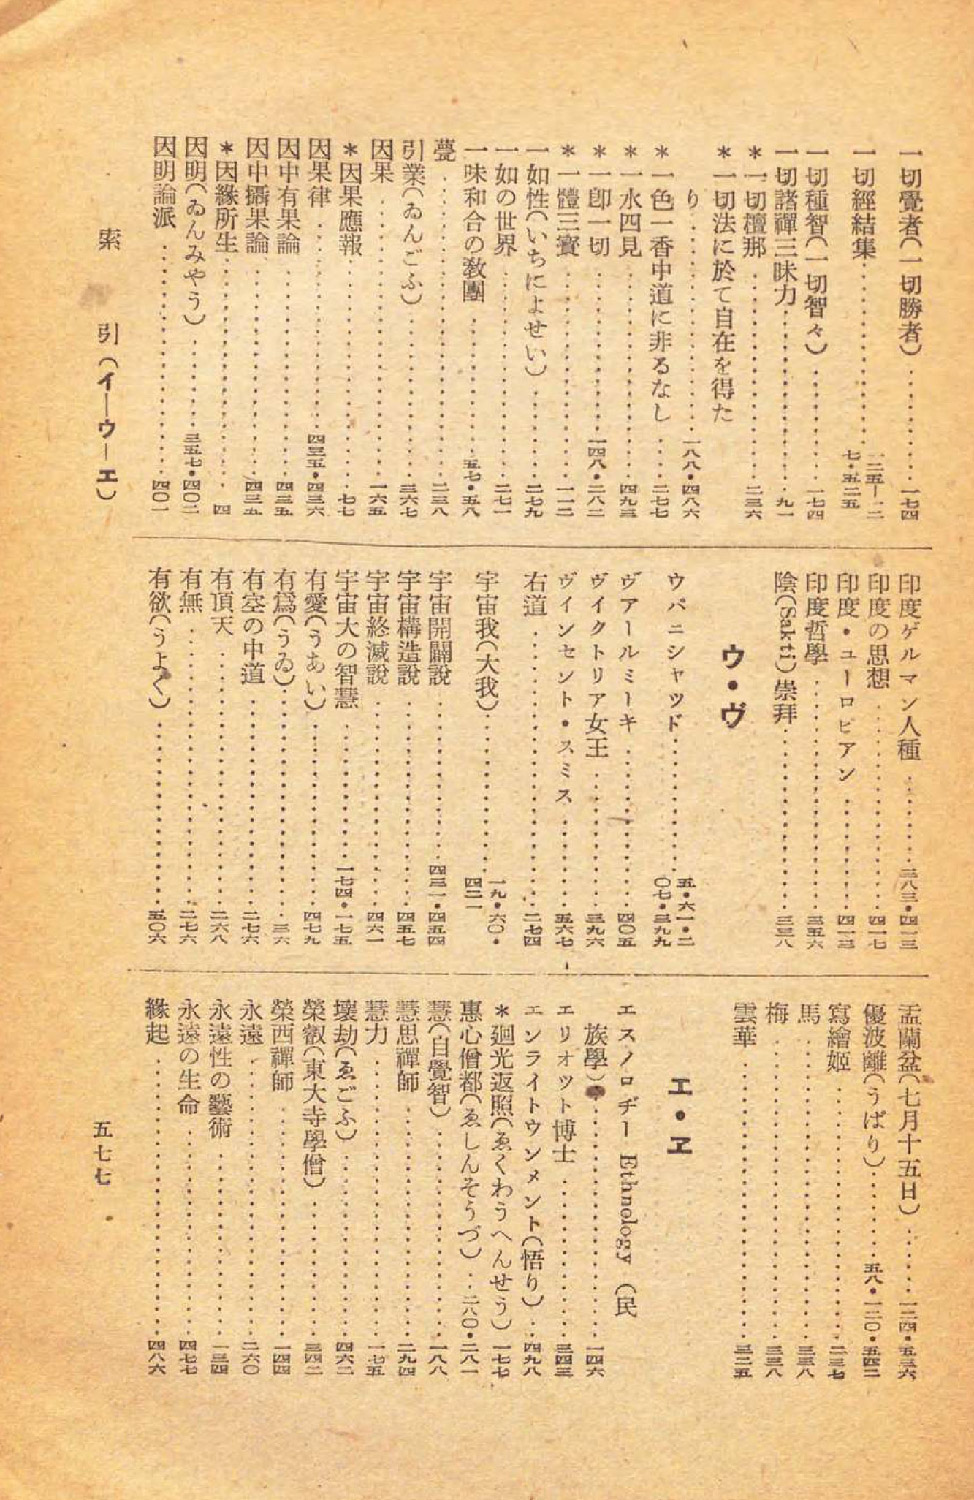 一切覺者(一切勝者)…………一七四
一切經結集…………一二五―一二
七・五二五
一切種智(一切智々)…………一七四
一切諸禪三昧力…………九一
*一切檀那…………二三六
*一切法に於て自在を得た
り…………一八八・四八六
*一色一香中道に非るなし……二七七
*一水四見…………四九三
*一卽一切…………一四八・二八二
*一體三寶…………一一二
一如性(いちによせい)…………二七九
一如の世界…………二七一
一味和合の敎團…………五七・五八
甍…………二三八
引業(ゐんごふ)…………三六七
因果…………一六五
*因果應報…………七七
因果律…………四三五・四三六
因中有果論…………四三五
因中攝果論…………四三五
*因緣所生…………四
因明(ゐんみやう)…………三五七・四〇二
因明論派…………四〇一
印度ゲルマン人種…………三八三・四一三
印度の思想…………四一七
印度・ユーロピアン…………四一三
印度哲學…………三五六
陰(Sakti)崇拜…………三三八
ウ・ヴ
ウパニシャッド…………五・六一・二
〇七・三九九
ヴアールミーキ…………四〇五
ヴイクトリア女王…………三九六
ヴインセント・スミス…………五六七
右道…………二七四
宇宙我(大我)…………一九・六〇・
四二一
宇宙開闢說…………四三一・四五四
宇宙構造說…………四五七
宇宙終滅說…………四六一
宇宙大の智慧…………一七四・一七五
有愛(うあい)…………四七九
有爲(うゐ)…………三六
有空の中道…………二七六
有頂天…………二六八
有無…………二七六
有欲(うよく)…………五〇六
盂蘭盆(七月十五日)…………一三四・五三六
優波離(うばり)…………五八・一三〇・五四二
寫繪姬…………二三七
馬…………三三八
梅…………三三八
雲華…………三二五
エ・ヱ
エスノロヂー Ethnology (民
族學)…………一四六
エリオット博士…………三四三
エンライトウンメント(悟り)……四九八
*廻光返照(ゑくわうへんせう)一七七
惠心僧都(ゑしんそうづ)…二八〇・二八一
慧(自覺智)…………一八八
慧思禪師…………二九四
慧力…………一七五
壞劫(ゑごふ)…………四六二
榮叡(東大寺學僧)…………三四二
榮西禪師…………一四四
永遠…………二六〇
永遠性の藝術…………一三四
永遠の生命…………四七七
緣起…………四八六
索 引(イ―ウ―エ)
五七七